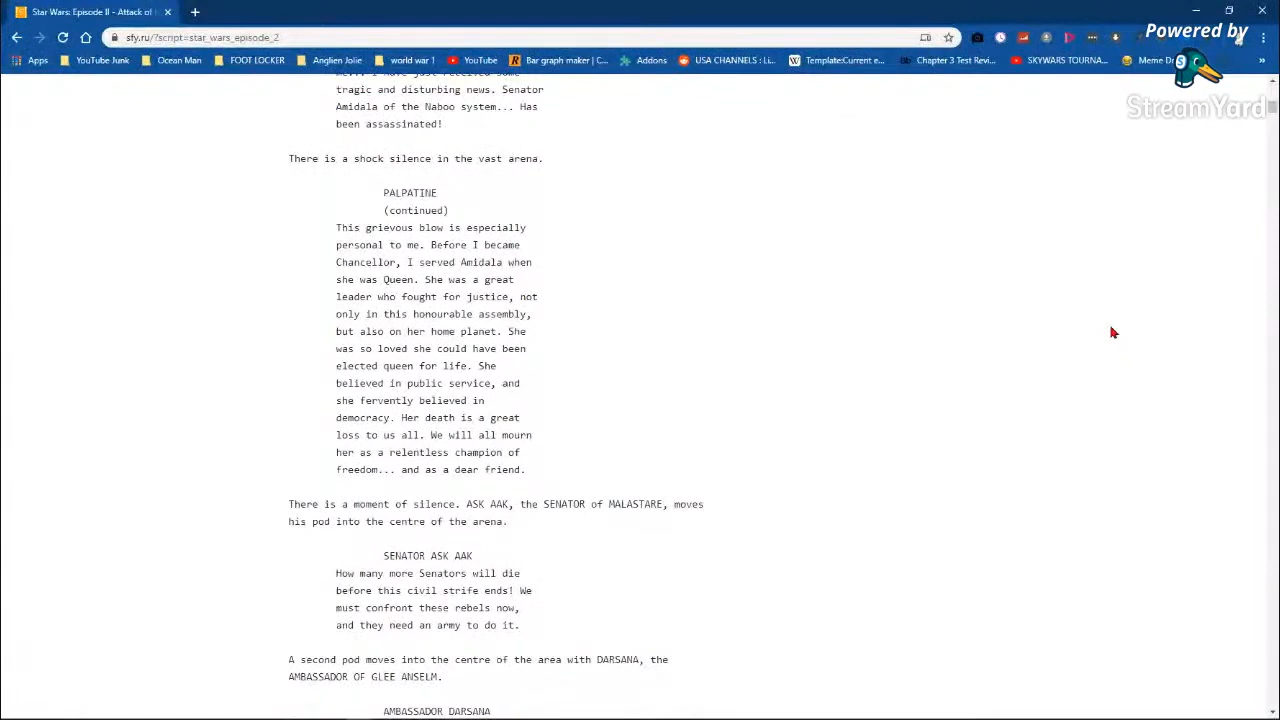 Star Wars: Episode II - Attack of
sfy.ru/?script=star_wars_episode_2
Powered by
Apps YouTube Junk Ocean Man FOOT LOCKER Anglien Jolie world war 1 YouTube Bar graph maker | C... Addons USA CHANNELS : Li... Template:Current e... Chapter 3 Test Revi... SKYWARS TOURNA... Meme De
StreamYard
tragic and disturbing news. Senator
Amidala of the Naboo system... Has
been assassinated!
There is a shock silence in the vast arena.
PALPATINE
(continued)
This grievous blow is especially
personal to me. Before I became
Chancellor, I served Amidala when
she was Queen. She was a great
leader who fought for justice, not
only in this honourable assembly,
but also on her home planet. She
was so loved she could have been
elected queen for life. She
believed in public service, and
she fervently believed in
democracy. Her death is a great
loss to us all. We will all mourn
her as a relentless champion of
freedom... and as a dear friend.
There is a moment of silence. ASK AAK, the SENATOR of MALASTARE, moves
his pod into the centre of the arena.
SENATOR ASK AAK
How many more Senators will die
before this civil strife ends! We
must confront these rebels now,
and they need an army to do it.
A second pod moves into the centre of the area with DARSANA, the
AMBASSADOR OF GLEE ANSELM.
AMBASSADOR DARSANA